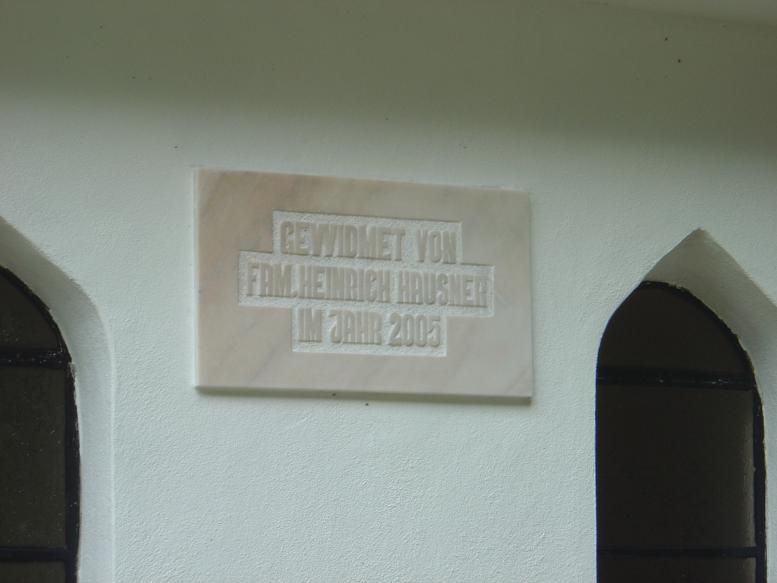 GEWIDMET VON
FAM. HEINRICH HAUSNER
IM JAHR 2005